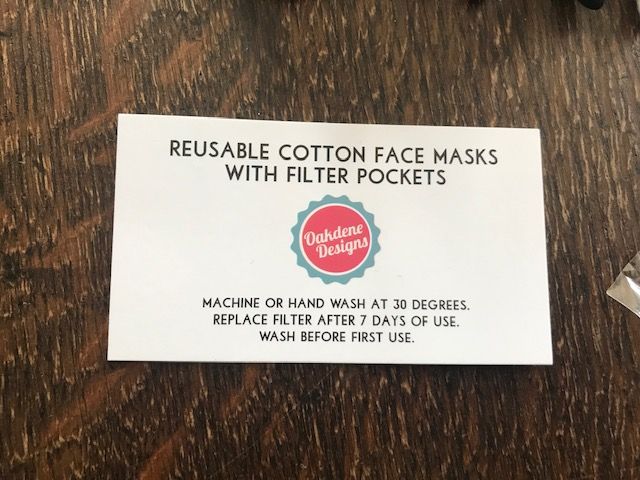 REUSABLE COTTON FACE MASKS
WITH FILTER POCKETS
Oakdene
Designs
MACHINE OR HAND WASH AT 30 DEGREES.
REPLACE FILTER AFTER 7 DAYS OF USE.
WASH BEFORE FIRST USE.